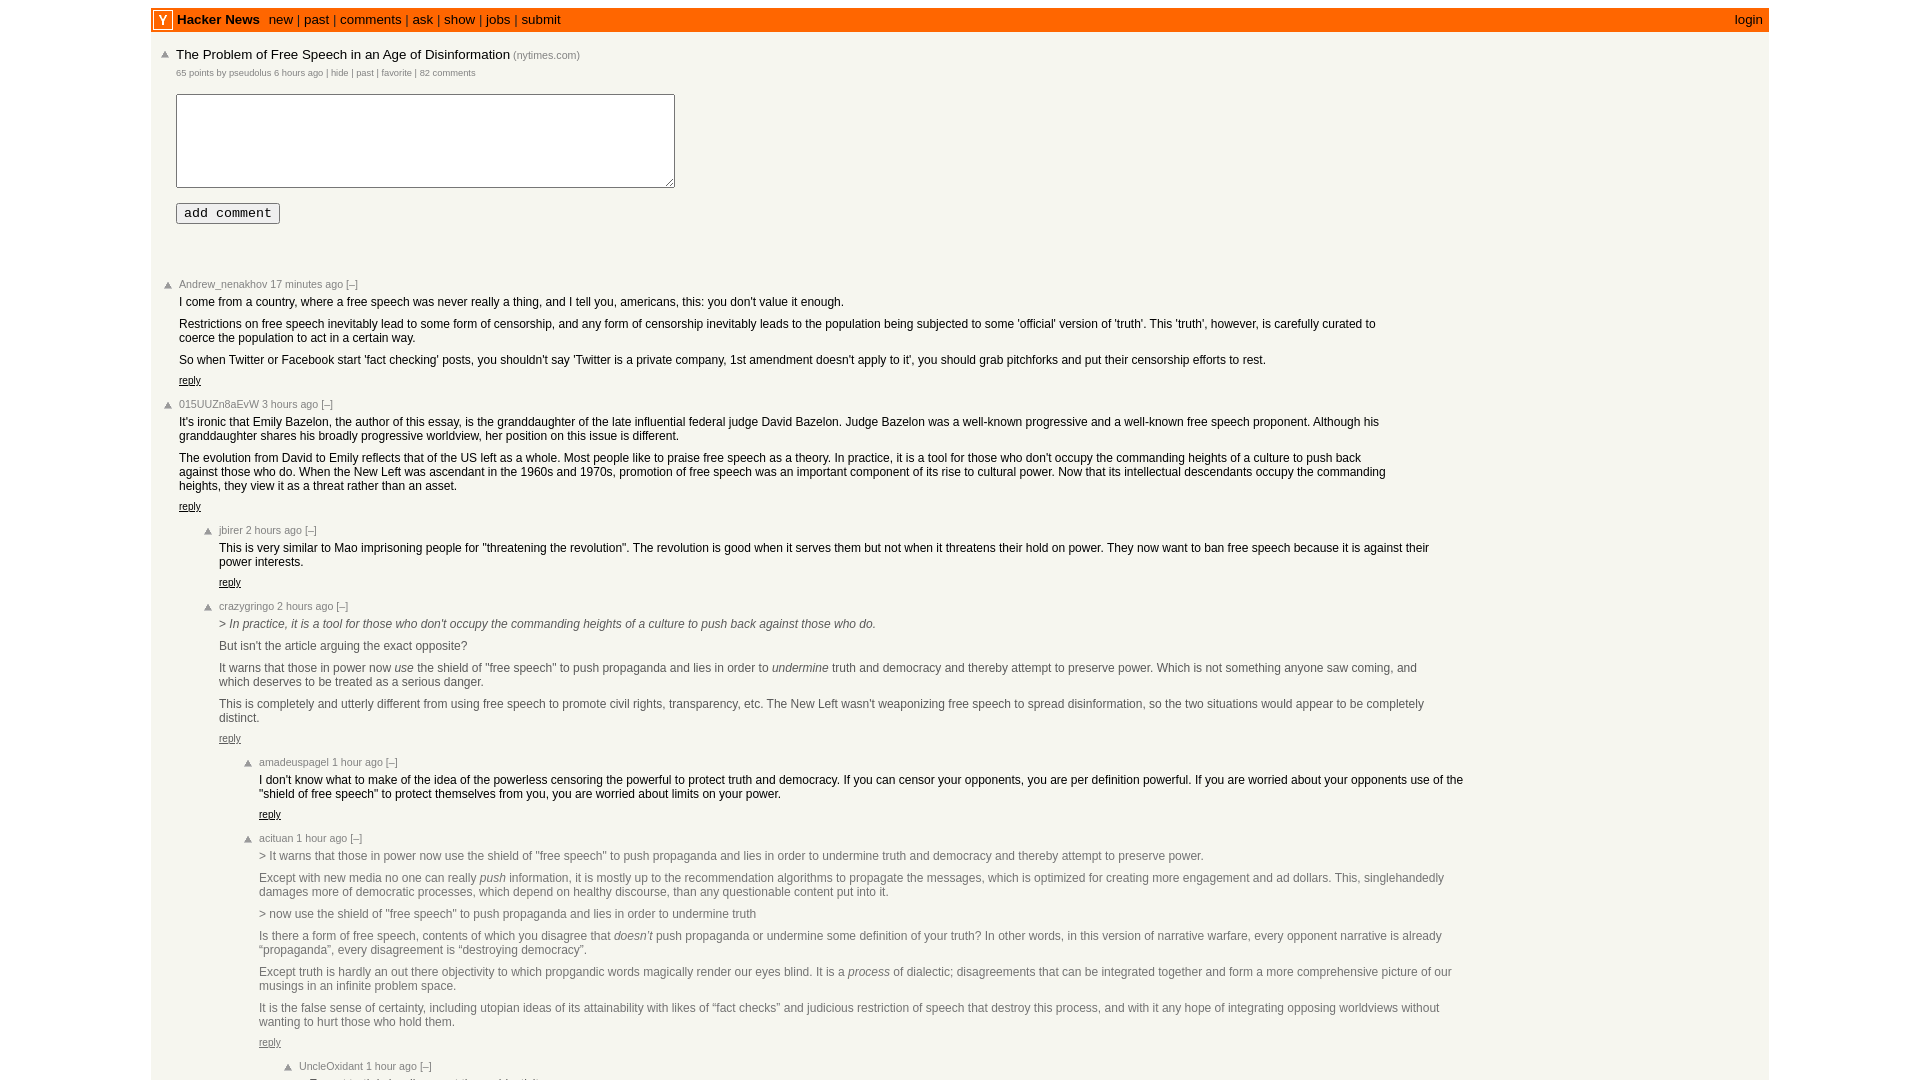 Y Hacker News new | past | comments | ask | show | jobs | submit login
The Problem of Free Speech in an Age of Disinformation (nytimes.com)
65 points by pseudolus 6 hours ago | hide | past | favorite | 82 comments
add comment
Andrew_nenakhov 17 minutes ago [–]
I come from a country, where a free speech was never really a thing, and I tell you, americans, this: you don't value it enough.
Restrictions on free speech inevitably lead to some form of censorship, and any form of censorship inevitably leads to the population being subjected to some 'official' version of 'truth'. This 'truth', however, is carefully curated to
coerce the population to act in a certain way.
So when Twitter or Facebook start 'fact checking' posts, you shouldn't say 'Twitter is a private company, 1st amendment doesn't apply to it', you should grab pitchforks and put their censorship efforts to rest.
reply
015UUZn8aEvW 3 hours ago [–]
It's ironic that Emily Bazelon, the author of this essay, is the granddaughter of the late influential federal judge David Bazelon. Judge Bazelon was a well-known progressive and a well-known free speech proponent. Although his
granddaughter shares his broadly progressive worldview, her position on this issue is different.
The evolution from David to Emily reflects that of the US left as a whole. Most people like to praise free speech as a theory. In practice, it is a tool for those who don't occupy the commanding heights of a culture to push back
against those who do. When the New Left was ascendant in the 1960s and 1970s, promotion of free speech was an important component of its rise to cultural power. Now that its intellectual descendants occupy the commanding
heights, they view it as a threat rather than an asset.
reply
jbirer 2 hours ago [–]
This is very similar to Mao imprisoning people for "threatening the revolution". The revolution is good when it serves them but not when it threatens their hold on power. They now want to ban free speech because it is against their
power interests.
reply
crazygringo 2 hours ago [–]
> In practice, it is a tool for those who don't occupy the commanding heights of a culture to push back against those who do.
But isn't the article arguing the exact opposite?
It warns that those in power now use the shield of "free speech" to push propaganda and lies in order to undermine truth and democracy and thereby attempt to preserve power. Which is not something anyone saw coming, and
which deserves to be treated as a serious danger.
This is completely and utterly different from using free speech to promote civil rights, transparency, etc. The New Left wasn't weaponizing free speech to spread disinformation, so the two situations would appear to be completely
distinct.
reply
amadeuspagel 1 hour ago [–]
I don't know what to make of the idea of the powerless censoring the powerful to protect truth and democracy. If you can censor your opponents, you are per definition powerful. If you are worried about your opponents use of the
"shield of free speech" to protect themselves from you, you are worried about limits on your power.
reply
acituan 1 hour ago [–]
> It warns that those in power now use the shield of "free speech" to push propaganda and lies in order to undermine truth and democracy and thereby attempt to preserve power.
Except with new media no one can really push information, it is mostly up to the recommendation algorithms to propagate the messages, which is optimized for creating more engagement and ad dollars. This, singlehandedly
damages more of democratic processes, which depend on healthy discourse, than any questionable content put into it.
> now use the shield of "free speech" to push propaganda and lies in order to undermine truth
Is there a form of free speech, contents of which you disagree that doesn’t push propaganda or undermine some definition of your truth? In other words, in this version of narrative warfare, every opponent narrative is already
“propaganda”, every disagreement is “destroying democracy”.
Except truth is hardly an out there objectivity to which propgandic words magically render our eyes blind. It is a process of dialectic; disagreements that can be integrated together and form a more comprehensive picture of our
musings in an infinite problem space.
It is the false sense of certainty, including utopian ideas of its attainability with likes of “fact checks” and judicious restriction of speech that destroy this process, and with it any hope of integrating opposing worldviews without
wanting to hurt those who hold them.
reply
UncleOxidant 1 hour ago [–]